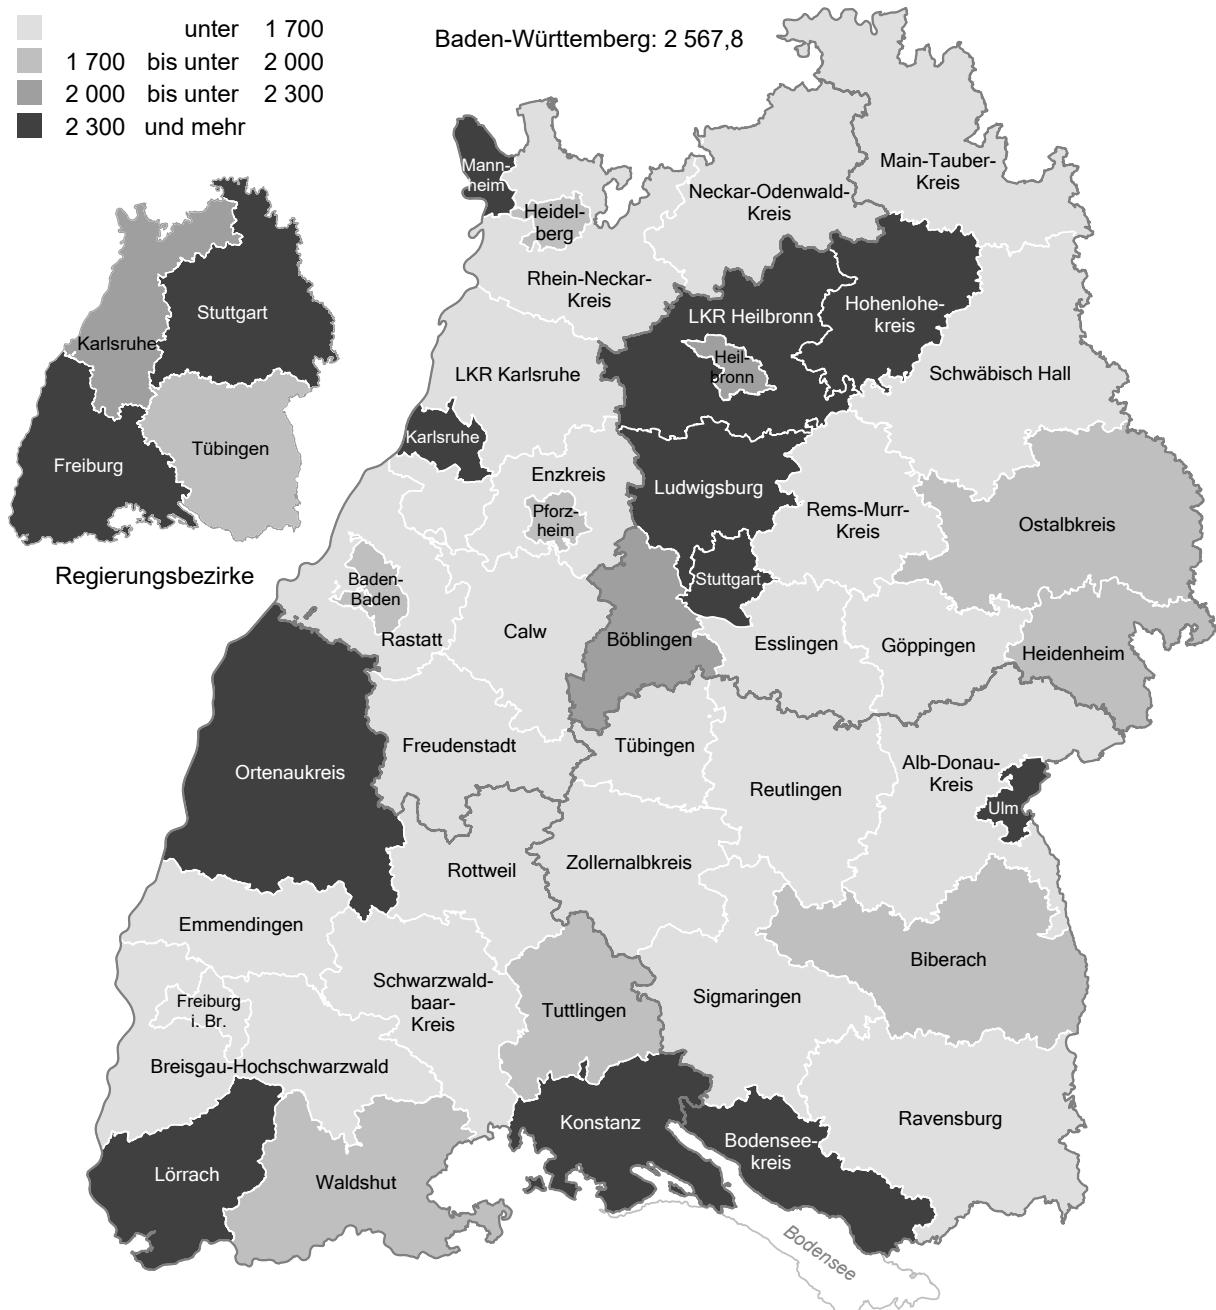 unter 1 700
1 700 bis unter 2 000
2 000 bis unter 2 300
2 300 und mehr
Baden-Württemberg: 2 567,8
Stuttgart
Karlsruhe
Tübingen
Freiburg
Regierungsbezirke
Mann-
heim
Heidel-
berg
Main-Tauber-
Kreis
Neckar-Odenwald-
Kreis
Rhein-Neckar-
Kreis
LKR Heilbronn
Hohenlohe-
kreis
Heil-
bronn
LKR Karlsruhe
Schwäbisch Hall
Karlsruhe
Enzkreis
Ludwigsburg
Pforz-
heim
Rems-Murr-
Kreis
Ostalbkreis
Baden-
Baden
Stuttgart
Rastatt
Calw
Böblingen
Esslingen
Göppingen
Heidenheim
Freudenstadt
Tübingen
Ortenaukreis
Reutlingen
Alb-Donau-
Kreis
Ulm
Rottweil
Zollernalbkreis
Emmendingen
Biberach
Schwarzwald-
baar-
Kreis
Freiburg
i. Br.
Tuttlingen
Sigmaringen
Breisgau-Hochschwarzwald
Konstanz
Ravensburg
Bodensee-
kreis
Lörrach
Waldshut
Bodensee